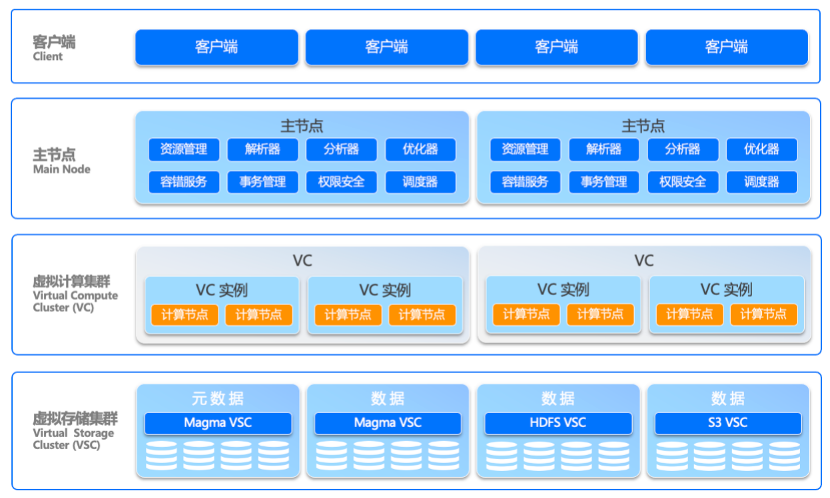 客户端
Client
客户端 客户端 客户端 客户端
主节点
Main Node
主节点 主节点
资源管理 解析器 分析器 优化器 资源管理 解析器 分析器 优化器
容错服务 事务管理 权限安全 调度器 容错服务 事务管理 权限安全 调度器
虚拟计算集群
Virtual Compute
Cluster (VC)
VC VC
VC 实例 VC 实例 VC 实例 VC 实例
计算节点 计算节点 计算节点 计算节点 计算节点 计算节点 计算节点 计算节点
虚拟存储集群
Virtual Storage
Cluster (VSC)
元 数 据 数 据 数 据 数 据
Magma VSC Magma VSC HDFS VSC S3 VSC